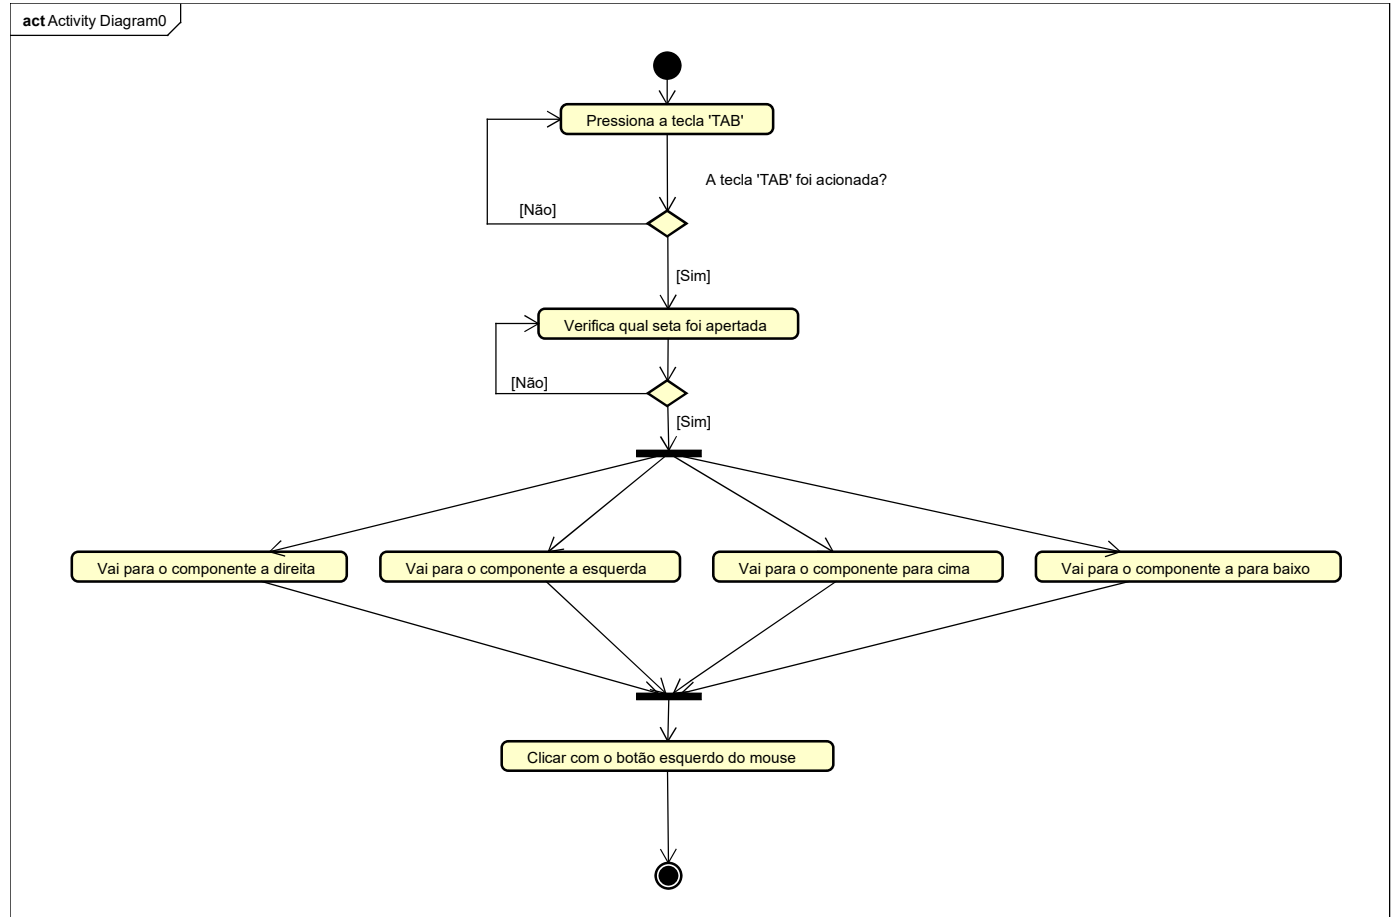 act Activity Diagram0
Pressiona a tecla 'TAB'
A tecla 'TAB' foi acionada?
[Não]
[Sim]
Verifica qual seta foi apertada
[Não]
[Sim]
Vai para o componente a direita
Vai para o componente a esquerda
Vai para o componente para cima
Vai para o componente a para baixo
Clicar com o botão esquerdo do mouse